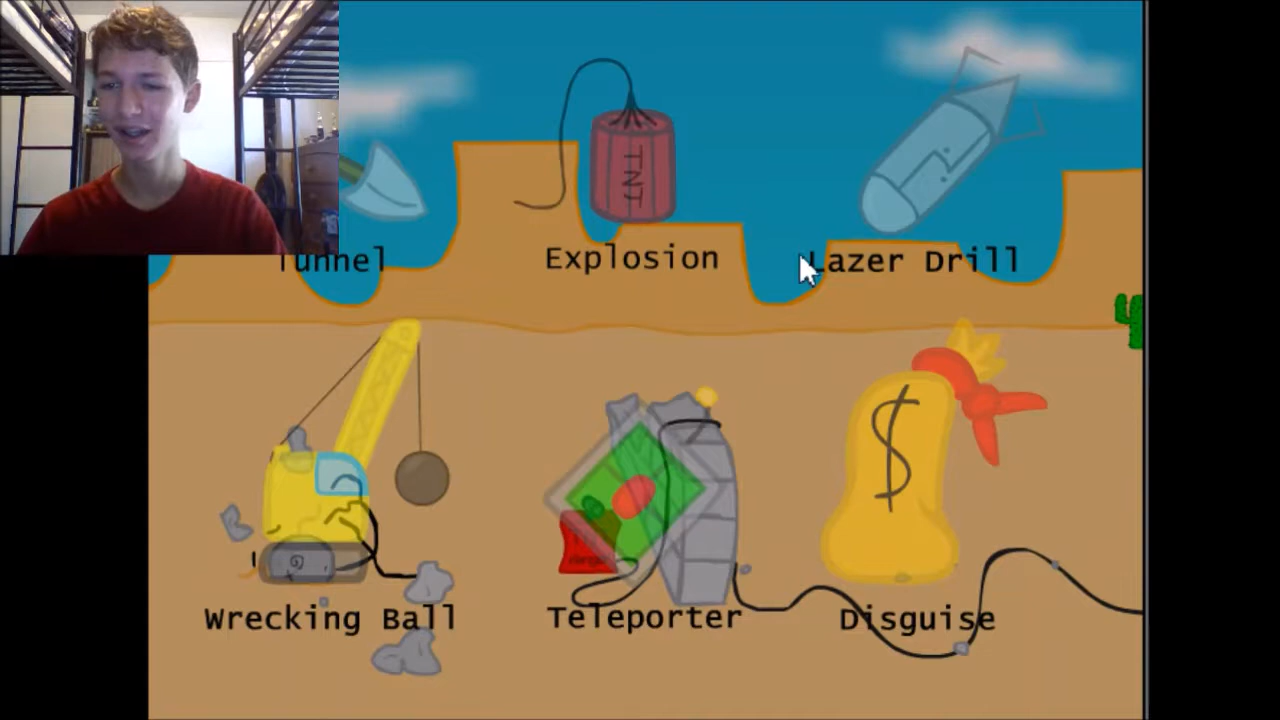 TNT
Tunnel
Explosion
Lazer Drill
$
Wrecking Ball
Teleporter
Disguise